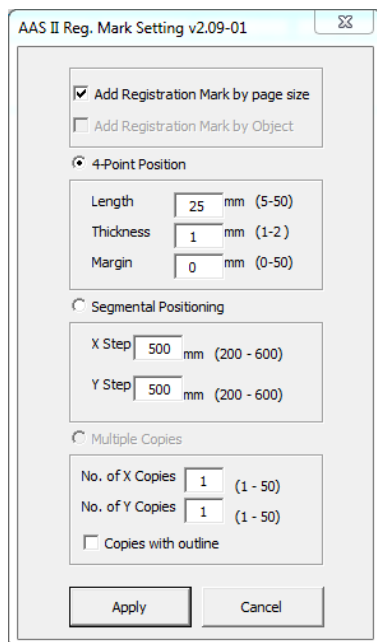 AAS II Reg. Mark Setting v2.09-01
Add Registration Mark by page size
Add Registration Mark by Object
4-Point Position
Length 25 mm (5-50)
Thickness 1 mm (1-2 )
Margin 0 mm (0-50)
Segmental Positioning
X Step 500 mm (200 - 600)
Y Step 500 mm (200 - 600)
Multiple Copies
No. of X Copies 1 (1 - 50)
No. of Y Copies 1 (1 - 50)
Copies with outline
Apply Cancel